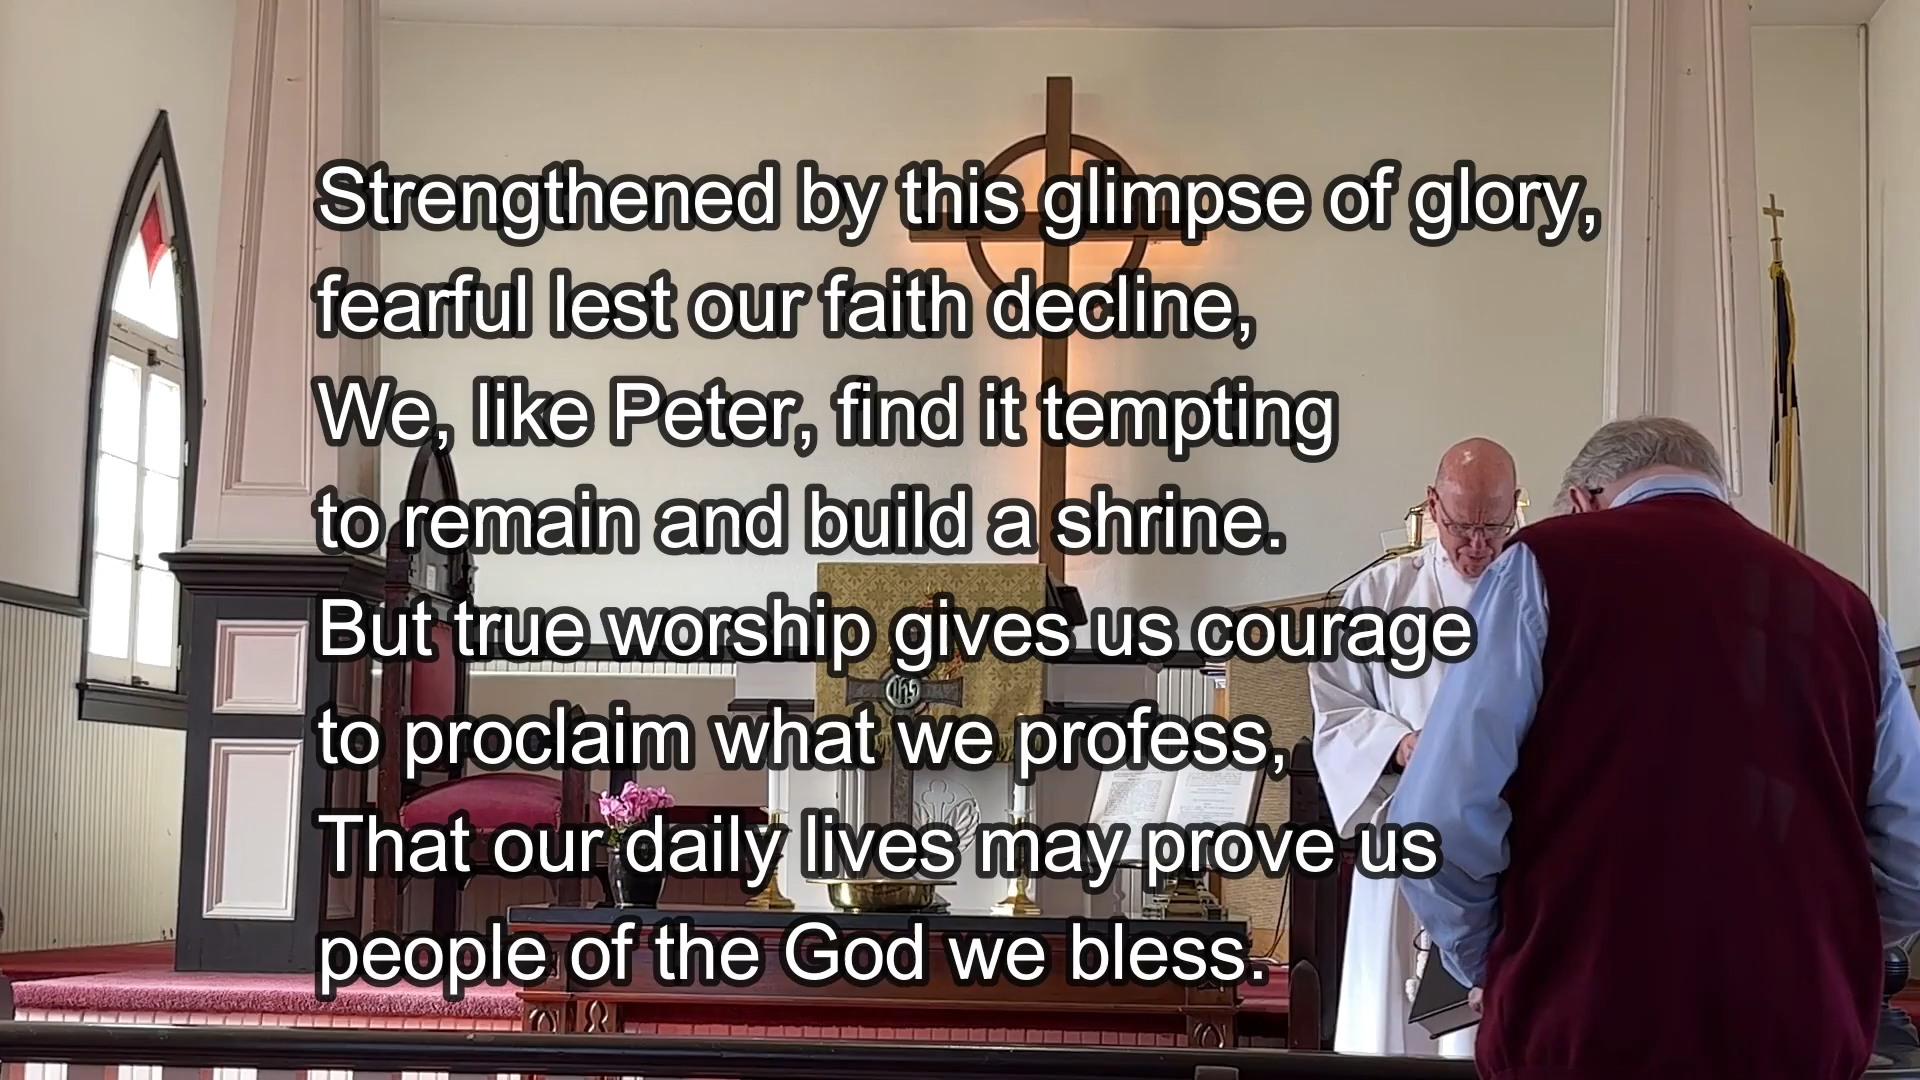 Strengthened by this glimpse of glory,
fearful lest our faith decline,
We, like Peter, find it tempting
to remain and build a shrine.
But true worship gives us courage
to proclaim what we profess,
That our daily lives may prove us
people of the God we bless.
IHS